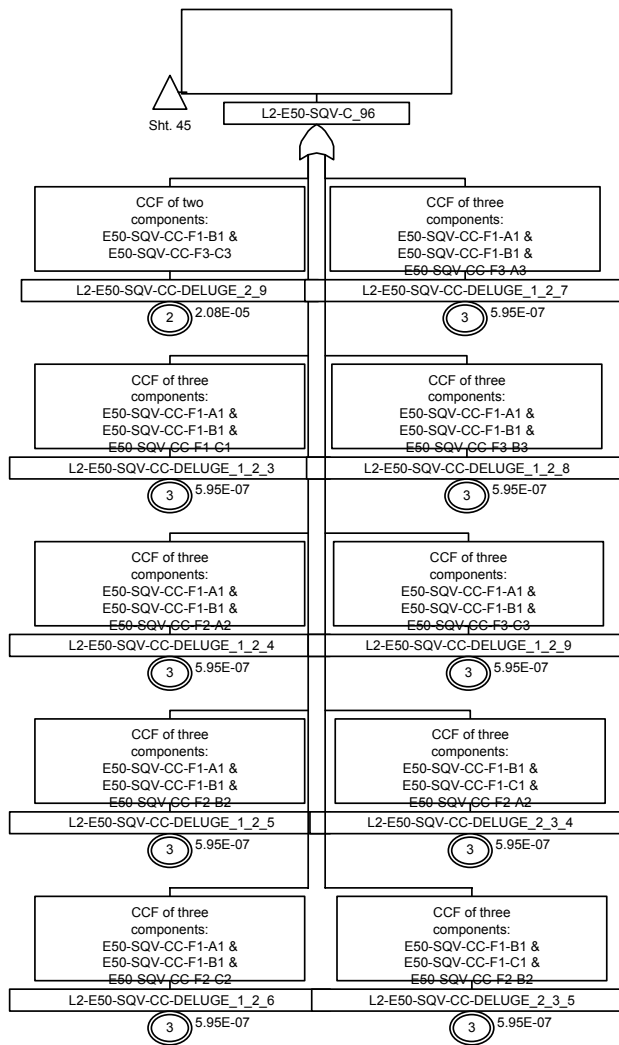 Sht. 45
L2-E50-SQV-C_96
CCF of two
components:
E50-SQV-CC-F1-B1 &
E50-SQV-CC-F3-C3
L2-E50-SQV-CC-DELUGE_2_9
2
2.08E-05
CCF of three
components:
E50-SQV-CC-F1-A1 &
E50-SQV-CC-F1-B1 &
E50-SQV-CC-F3-A3
L2-E50-SQV-CC-DELUGE_1_2_7
3
5.95E-07
CCF of three
components:
E50-SQV-CC-F1-A1 &
E50-SQV-CC-F1-B1 &
E50-SQV-CC-F1-C1
L2-E50-SQV-CC-DELUGE_1_2_3
3
5.95E-07
CCF of three
components:
E50-SQV-CC-F1-A1 &
E50-SQV-CC-F1-B1 &
E50-SQV-CC-F3-B3
L2-E50-SQV-CC-DELUGE_1_2_8
3
5.95E-07
CCF of three
components:
E50-SQV-CC-F1-A1 &
E50-SQV-CC-F1-B1 &
E50-SQV-CC-F2-A2
L2-E50-SQV-CC-DELUGE_1_2_4
3
5.95E-07
CCF of three
components:
E50-SQV-CC-F1-A1 &
E50-SQV-CC-F1-B1 &
E50-SQV-CC-F3-C3
L2-E50-SQV-CC-DELUGE_1_2_9
3
5.95E-07
CCF of three
components:
E50-SQV-CC-F1-A1 &
E50-SQV-CC-F1-B1 &
E50-SQV-CC-F2-B2
L2-E50-SQV-CC-DELUGE_1_2_5
3
5.95E-07
CCF of three
components:
E50-SQV-CC-F1-B1 &
E50-SQV-CC-F1-C1 &
E50-SQV-CC-F2-A2
L2-E50-SQV-CC-DELUGE_2_3_4
3
5.95E-07
CCF of three
components:
E50-SQV-CC-F1-A1 &
E50-SQV-CC-F1-B1 &
E50-SQV-CC-F2-C2
L2-E50-SQV-CC-DELUGE_1_2_6
3
5.95E-07
CCF of three
components:
E50-SQV-CC-F1-B1 &
E50-SQV-CC-F1-C1 &
E50-SQV-CC-F2-B2
L2-E50-SQV-CC-DELUGE_2_3_5
3
5.95E-07